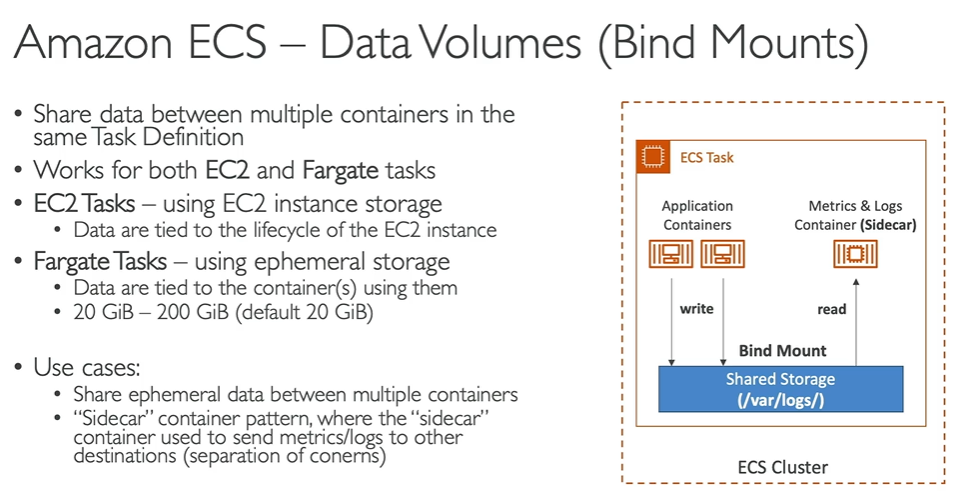 Amazon ECS – Data Volumes (Bind Mounts)
• Share data between multiple containers in the
same Task Definition
• Works for both EC2 and Fargate tasks
• EC2 Tasks – using EC2 instance storage
• Data are tied to the lifecycle of the EC2 instance
• Fargate Tasks – using ephemeral storage
• Data are tied to the container(s) using them
• 20 GiB – 200 GiB (default 20 GiB)
• Use cases:
• Share ephemeral data between multiple containers
• “Sidecar” container pattern, where the “sidecar”
container used to send metrics/logs to other
destinations (separation of conerns)
ECS Task
Application
Containers
Metrics & Logs
Container (Sidecar)
write
read
Bind Mount
Shared Storage
(/var/logs/)
ECS Cluster